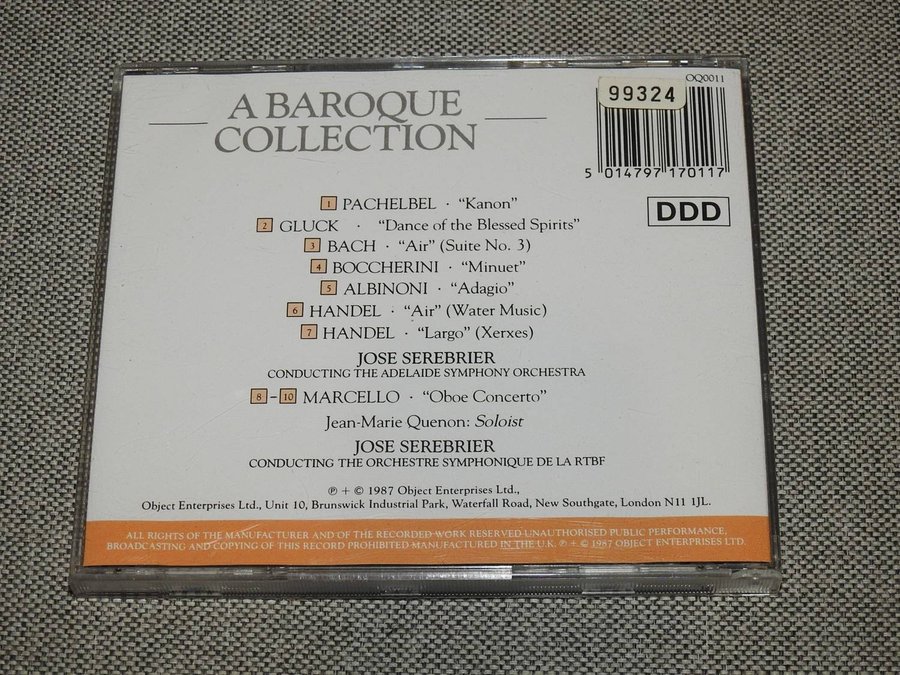 A BAROQUE
COLLECTION
OQ0011
99324
5 014797 170117
DDD
1 PACHELBEL · “Kanon”
2 GLUCK · “Dance of the Blessed Spirits”
3 BACH · “Air” (Suite No. 3)
4 BOCCHERINI · “Minuet”
5 ALBINONI · “Adagio”
6 HANDEL · “Air” (Water Music)
7 HANDEL · “Largo” (Xerxes)
JOSE SEREBRIER
CONDUCTING THE ADELAIDE SYMPHONY ORCHESTRA
8-10 MARCELLO · “Oboe Concerto”
Jean-Marie Quenon: Soloist
JOSE SEREBRIER
CONDUCTING THE ORCHESTRE SYMPHONIQUE DE LA RTBF
℗ + © 1987 Object Enterprises Ltd.,
Object Enterprises Ltd., Unit 10, Brunswick Industrial Park, Waterfall Road, New Southgate, London N11 1JL.
ALL RIGHTS OF THE MANUFACTURER AND OF THE RECORDED WORK RESERVED UNAUTHORISED PUBLIC PERFORMANCE,
BROADCASTING AND COPYING OF THIS RECORD PROHIBITED MANUFACTURED IN THE U.K. ℗ + © 1987 OBJECT ENTERPRISES LTD.